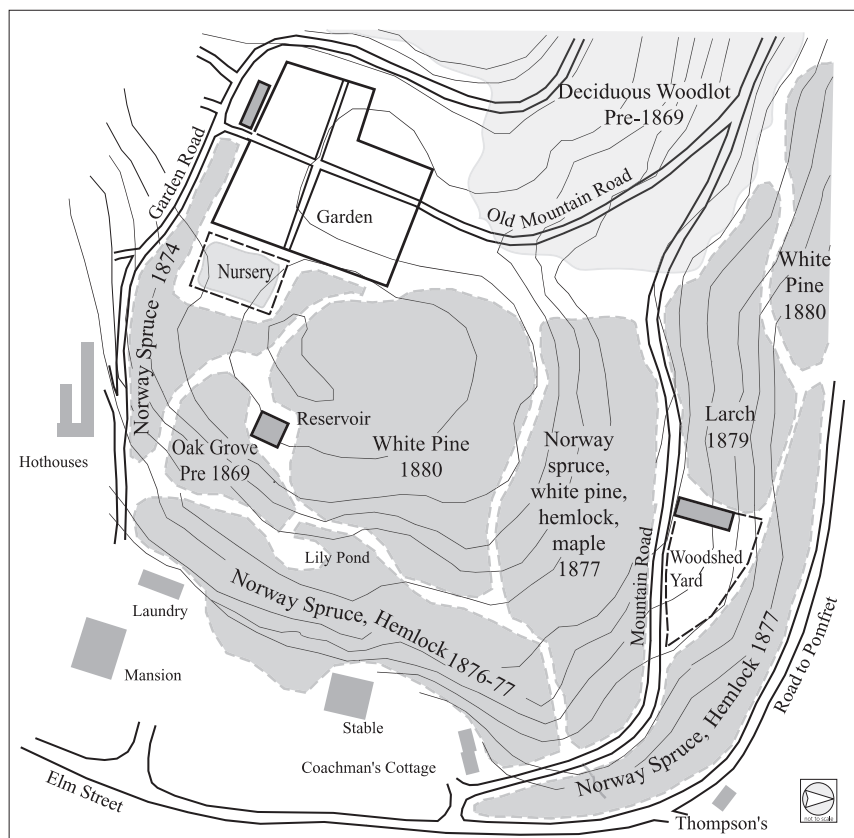 Deciduous Woodlot
Pre-1869
Garden Road
Old Mountain Road
Garden
Nursery
Norway Spruce - 1874
White
Pine
1880
Reservoir
Hothouses
Oak Grove
Pre 1869
White Pine
1880
Norway
spruce,
white pine,
hemlock,
maple
1877
Larch
1879
Lily Pond
Mountain Road
Woodshed
Yard
Laundry
Norway Spruce, Hemlock 1876-77
Mansion
Stable
Norway Spruce, Hemlock 1877
Road to Pomfret
Coachman's Cottage
Elm Street
Thompson's
not to scale